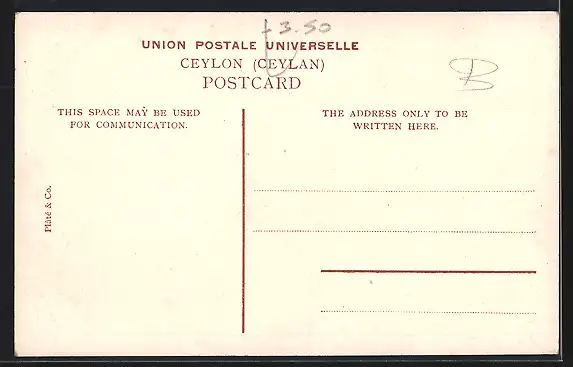 3.50
UNION POSTALE UNIVERSELLE
CEYLON (CEYLAN)
POSTCARD
B
THIS SPACE MAY BE USED
FOR COMMUNICATION.
THE ADDRESS ONLY TO BE
WRITTEN HERE.
Plâté & Co.